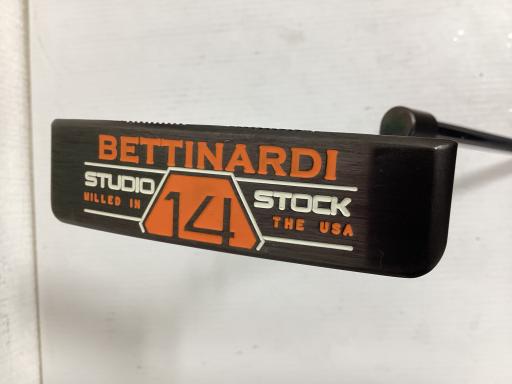 BETTINARDI
STUDIO STOCK
MILLED IN 14 THE USA